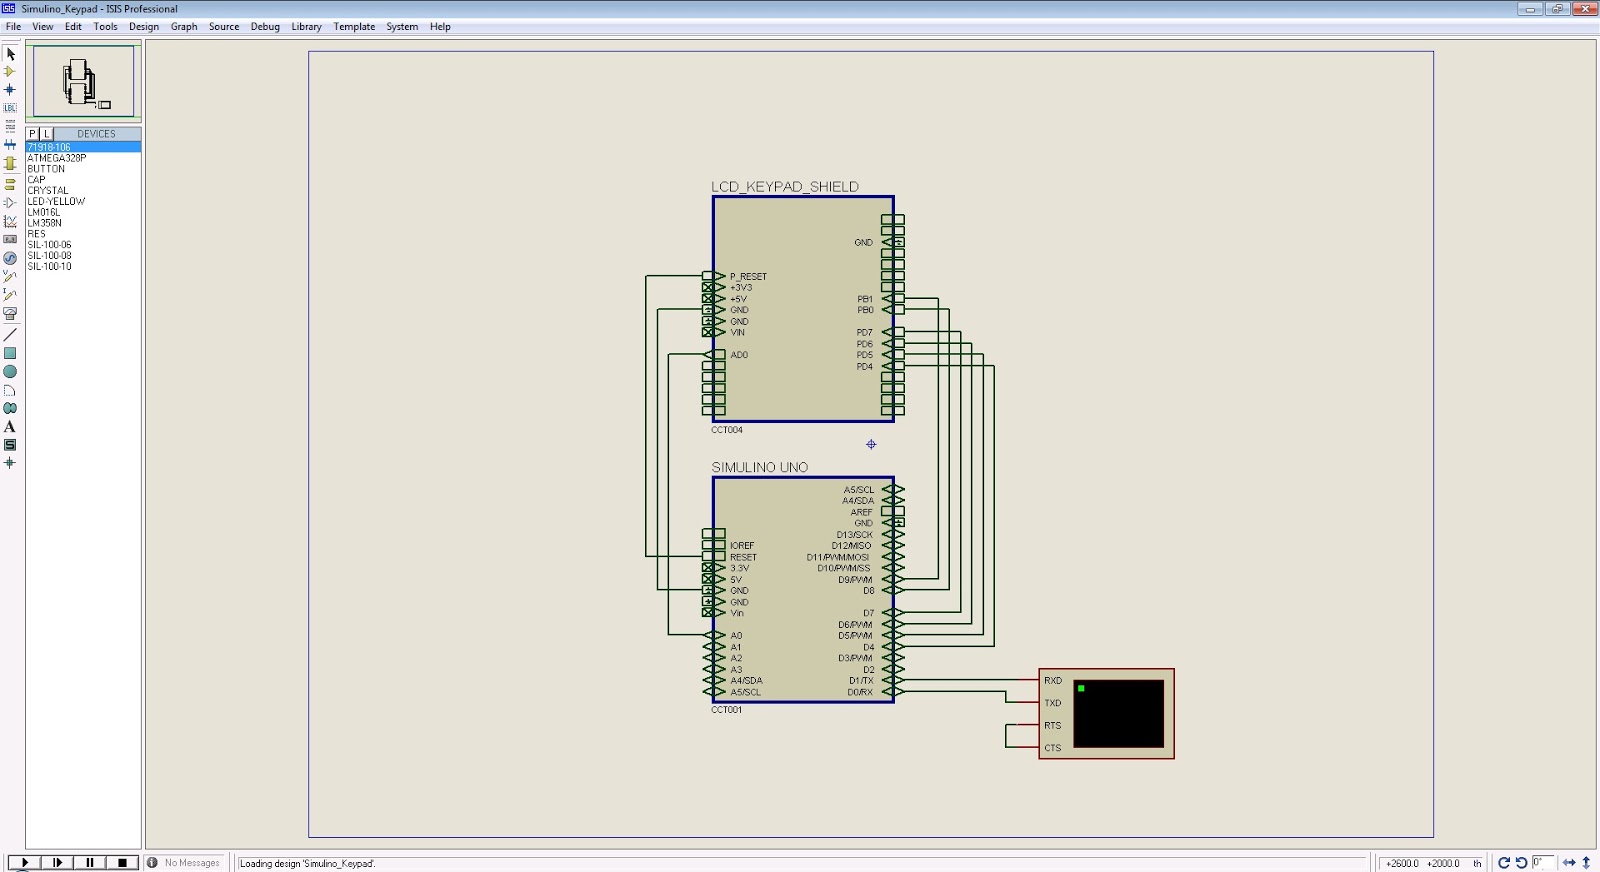 Simulino_Keypad - ISIS Professional
File View Edit Tools Design Graph Source Debug Library Template System Help
P L DEVICES
71918-106
ATMEGA328P
BUTTON
CAP
CRYSTAL
LED-YELLOW
LM016L
LM358N
RES
SIL-100-06
SIL-100-08
SIL-100-10
LBL
A
S
LCD_KEYPAD_SHIELD
GND
P_RESET
+3V3
+5V PB1
GND PB0
GND
VIN PD7
PD6
AD0 PD5
PD4
CCT004
SIMULINO UNO
A5/SCL
A4/SDA
AREF
GND
D13/SCK
IOREF D12/MISO
RESET D11/PWM/MOSI
3.3V D10/PWM/SS
5V D9/PWM
GND D8
GND
Vin D7
D6/PWM
A0 D5/PWM
A1 D4
A2 D3/PWM
A3 D2
A4/SDA D1/TX
A5/SCL D0/RX
CCT001
RXD
TXD
RTS
CTS
No Messages Loading design 'Simulino_Keypad'. +2600.0 +2000.0 th 0°